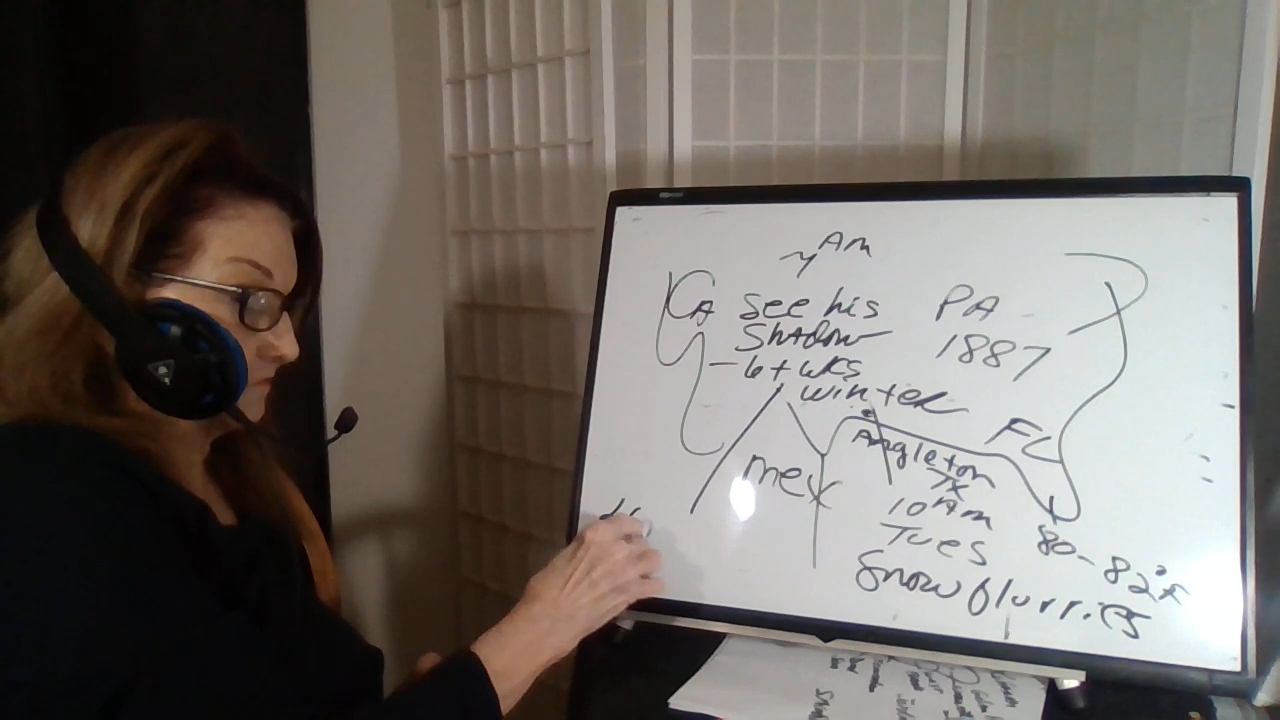 Am
CA see his PA
Shadow 1887
- 6+ wks
winter
FL
Angleton
TX
mex
10 Am
Tues
80-82°F
Snow flurries